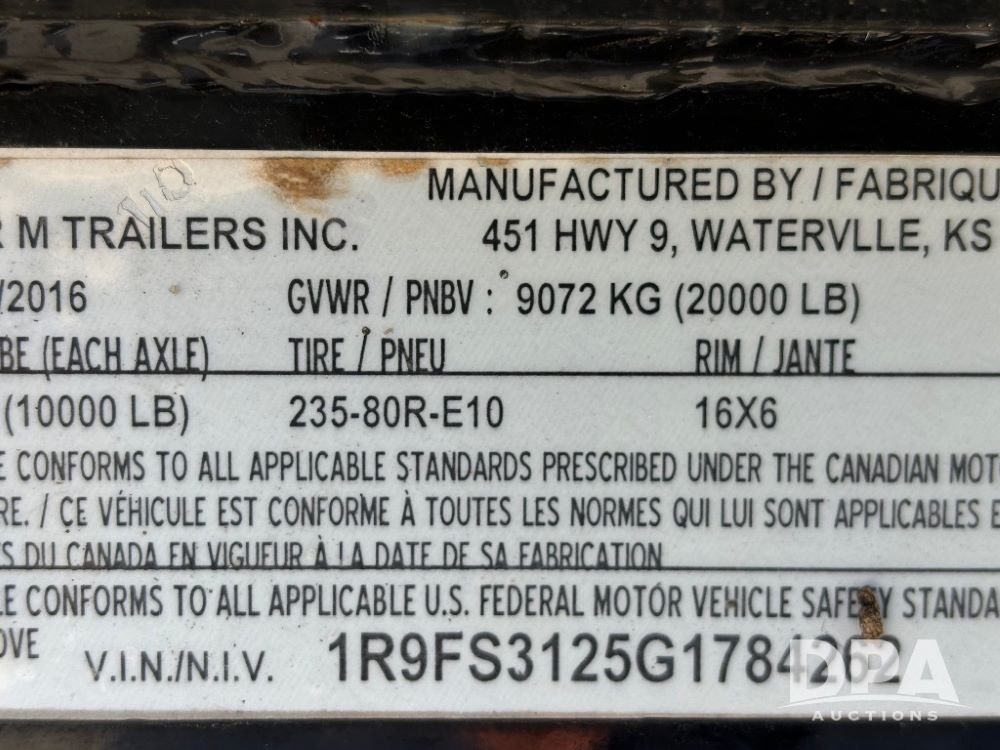 MANUFACTURED BY / FABRIQU
R M TRAILERS INC. 451 HWY 9, WATERVLLE, KS
/2016 GVWR / PNBV : 9072 KG (20000 LB)
BE (EACH AXLE) TIRE / PNEU RIM / JANTE
(10000 LB) 235-80R-E10 16X6
E CONFORMS TO ALL APPLICABLE STANDARDS PRESCRIBED UNDER THE CANADIAN MOT
RE. / CE VÉHICULE EST CONFORME À TOUTES LES NORMES QUI LUI SONT APPLICABLES E
S DU CANADA EN VIGUEUR À LA DATE DE SA FABRICATION
LE CONFORMS TO ALL APPLICABLE U.S. FEDERAL MOTOR VEHICLE SAFETY STANDA
OVE V.I.N./N.I.V. 1R9FS3125G1784262
DPA
AUCTIONS